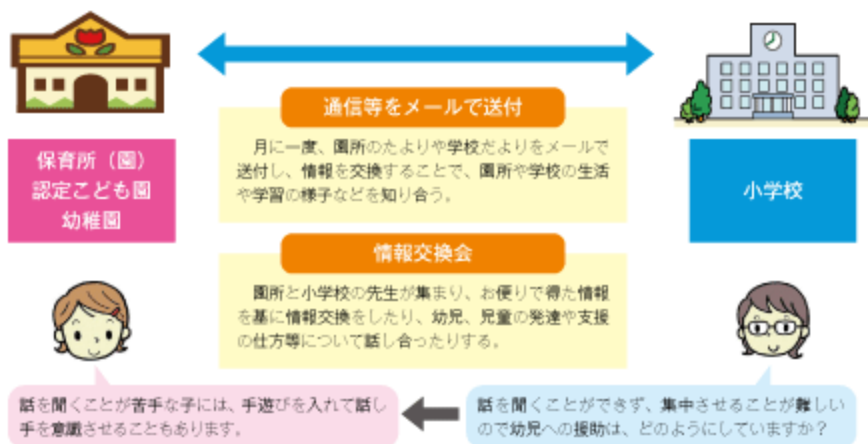 通信等をメールで送付
月に一度、園所のたよりや学校だよりをメールで
送付し、情報を交換することで、園所や学校の生活
や学習の様子などを知り合う。
保育所（園）
認定こども園
幼稚園
小学校
情報交換会
園所と小学校の先生が集まり、お便りで得た情報
を基に情報交換をしたり、幼児、児童の発達や支援
の仕方等について話し合ったりする。
話を聞くことが苦手な子には、手遊びを入れて話し
手を意識させることもあります。
話を聞くことができず、集中させることが難しい
ので幼児への援助は、どのようにしていますか？